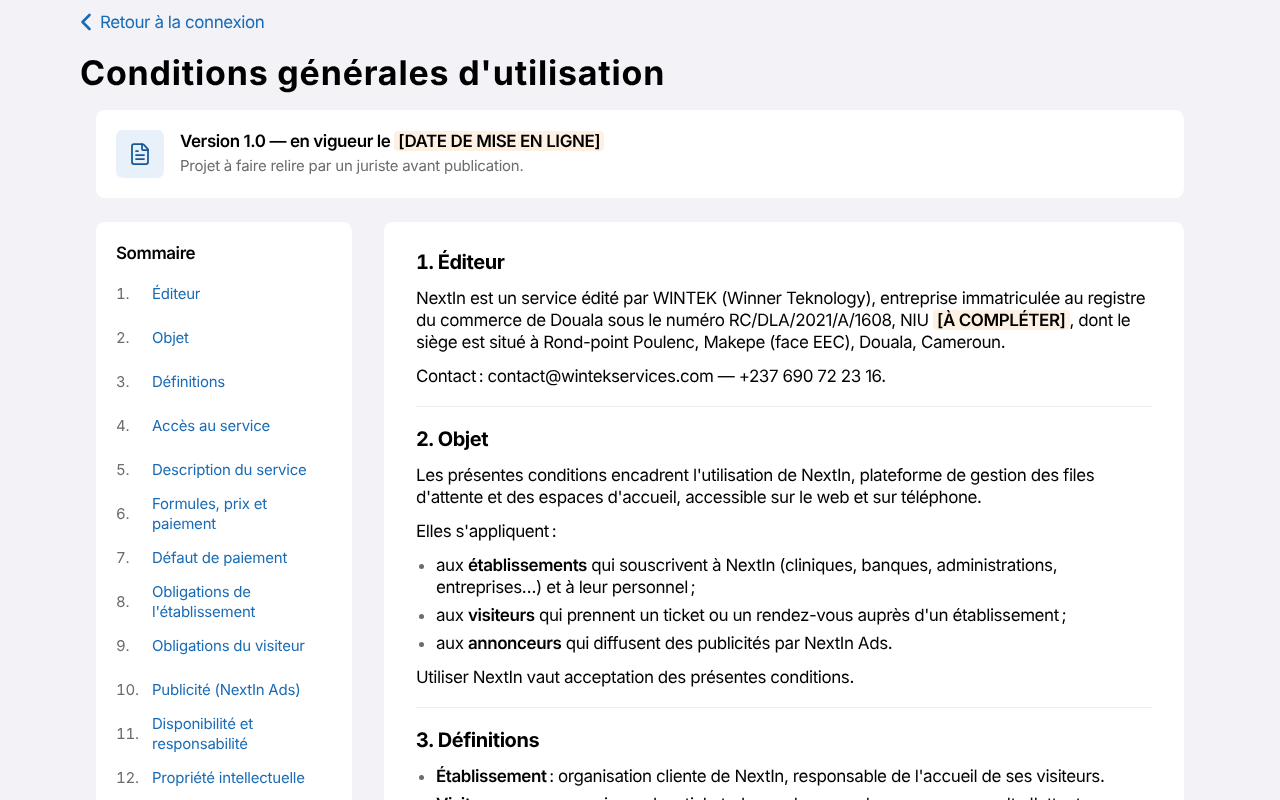 Retour à la connexion
Conditions générales d'utilisation
Version 1.0 — en vigueur le [DATE DE MISE EN LIGNE]
Projet à faire relire par un juriste avant publication.
Sommaire
1. Éditeur
2. Objet
3. Définitions
4. Accès au service
5. Description du service
6. Formules, prix et
paiement
7. Défaut de paiement
8. Obligations de
l'établissement
9. Obligations du visiteur
10. Publicité (NextIn Ads)
11. Disponibilité et
responsabilité
12. Propriété intellectuelle
1. Éditeur
NextIn est un service édité par WINTEK (Winner Teknology), entreprise immatriculée au registre
du commerce de Douala sous le numéro RC/DLA/2021/A/1608, NIU [À COMPLÉTER] , dont le
siège est situé à Rond-point Poulenc, Makepe (face EEC), Douala, Cameroun.
Contact : contact@wintekservices.com — +237 690 72 23 16.
2. Objet
Les présentes conditions encadrent l'utilisation de NextIn, plateforme de gestion des files
d'attente et des espaces d'accueil, accessible sur le web et sur téléphone.
Elles s'appliquent :
• aux établissements qui souscrivent à NextIn (cliniques, banques, administrations,
entreprises…) et à leur personnel ;
• aux visiteurs qui prennent un ticket ou un rendez-vous auprès d'un établissement ;
• aux annonceurs qui diffusent des publicités par NextIn Ads.
Utiliser NextIn vaut acceptation des présentes conditions.
3. Définitions
• Établissement : organisation cliente de NextIn, responsable de l'accueil de ses visiteurs.